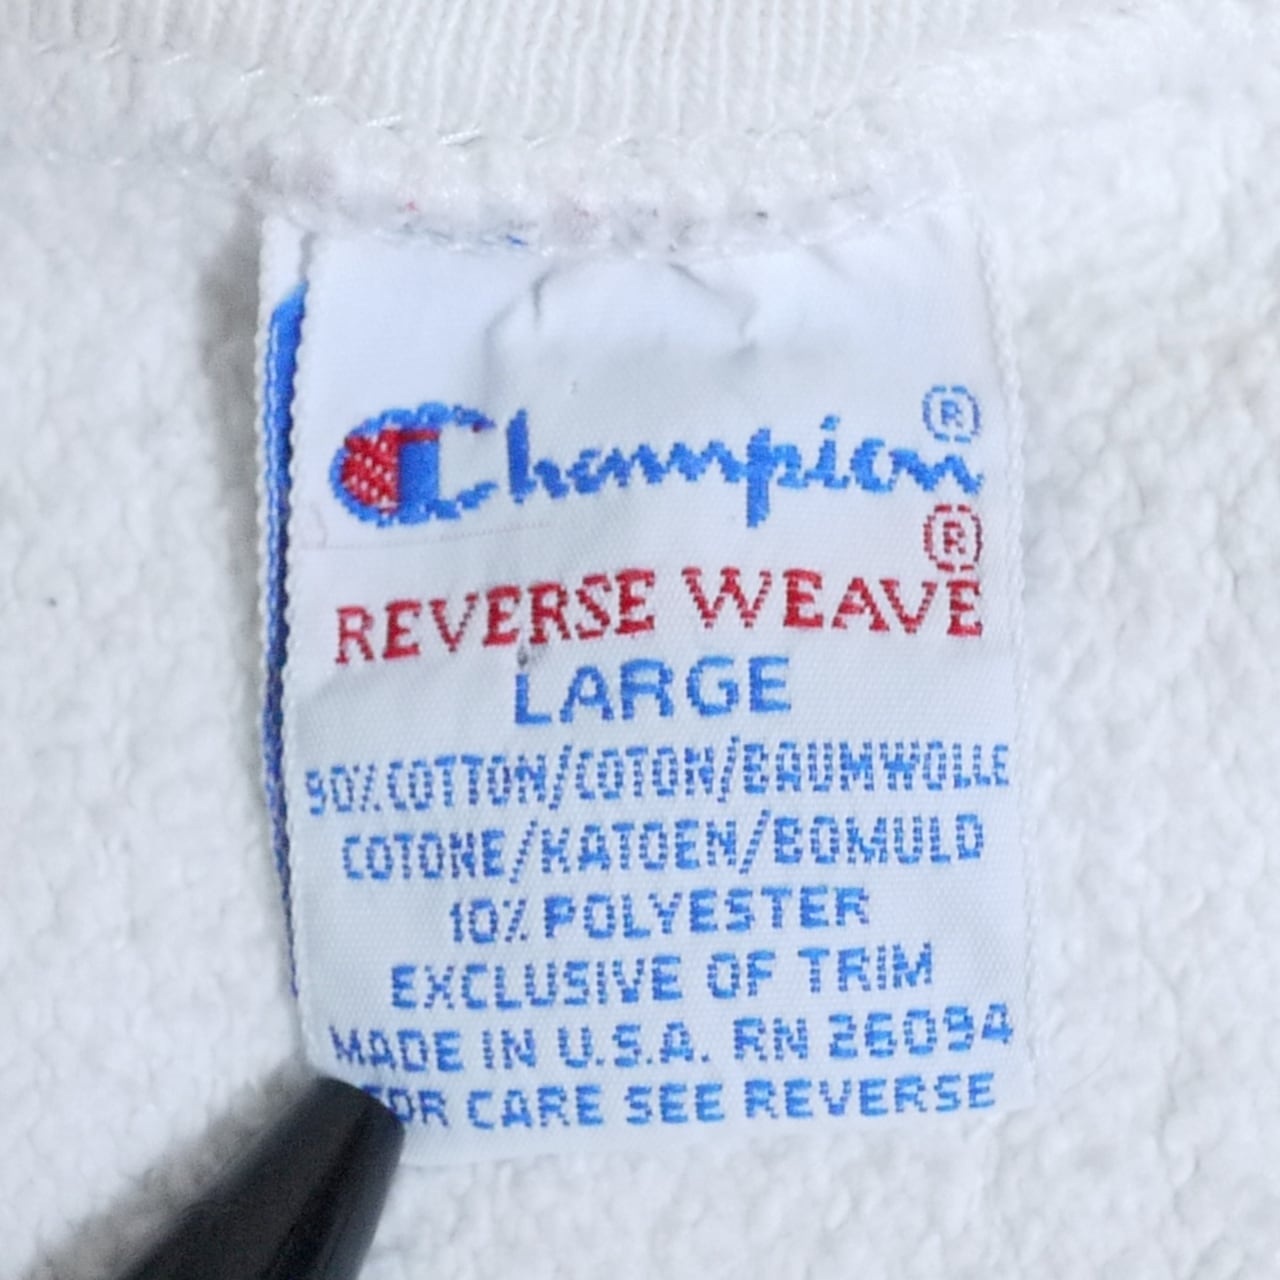 Champion®
®
REVERSE WEAVE
LARGE
90% COTTON/COTON/BAUMWOLLE
COTONE/KATOEN/BOMULD
10% POLYESTER
EXCLUSIVE OF TRIM
MADE IN U.S.A. RN 26094
FOR CARE SEE REVERSE